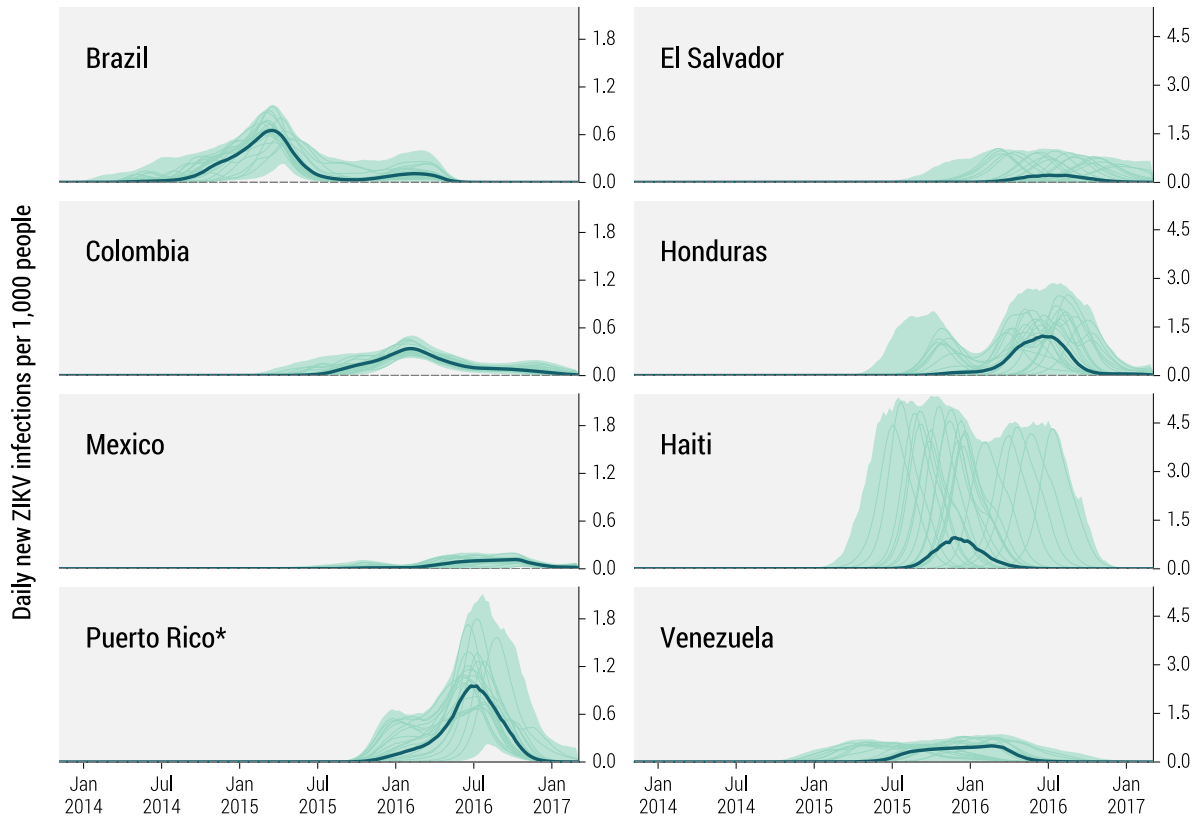 Daily new ZIKV infections per 1,000 people
Brazil
1.8
1.2
0.6
0.0
El Salvador
4.5
3.0
1.5
0.0
Colombia
1.8
1.2
0.6
0.0
Honduras
4.5
3.0
1.5
0.0
Mexico
1.8
1.2
0.6
0.0
Haiti
4.5
3.0
1.5
0.0
Puerto Rico*
1.8
1.2
0.6
0.0
Venezuela
4.5
3.0
1.5
0.0
Jan Jul Jan Jul Jan Jul Jan
2014 2014 2015 2015 2016 2016 2017
Jan Jul Jan Jul Jan Jul Jan
2014 2014 2015 2015 2016 2016 2017